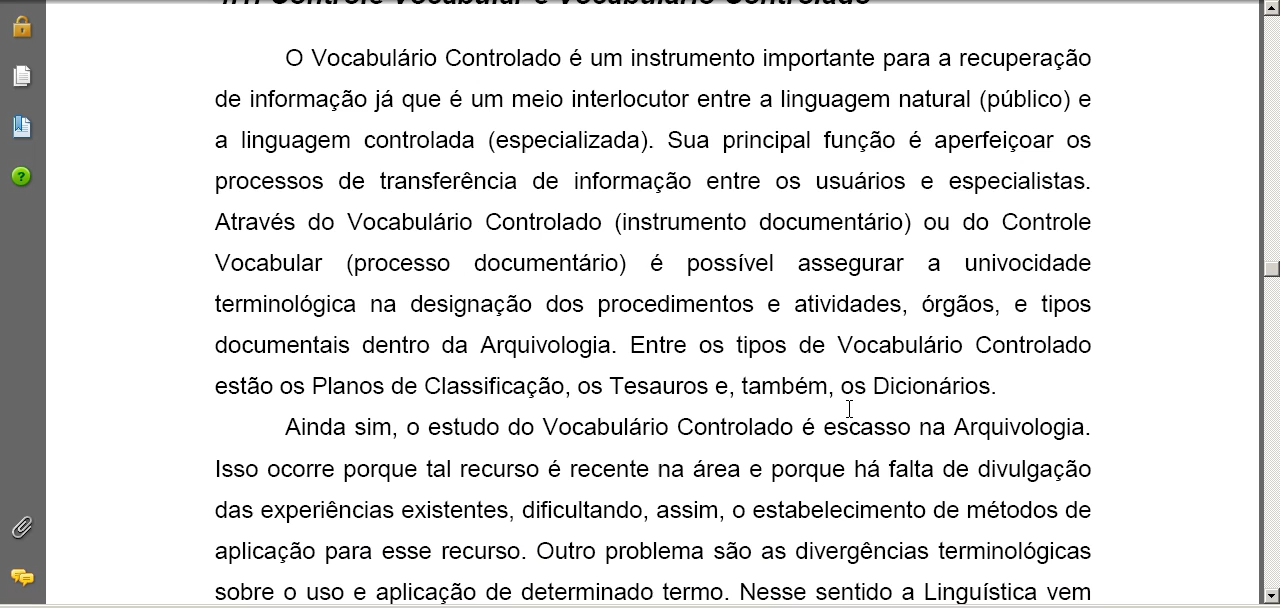 Controle Vocabular e Vocabulário Controlado
O Vocabulário Controlado é um instrumento importante para a recuperação
de informação já que é um meio interlocutor entre a linguagem natural (público) e
a linguagem controlada (especializada). Sua principal função é aperfeiçoar os
processos de transferência de informação entre os usuários e especialistas.
Através do Vocabulário Controlado (instrumento documentário) ou do Controle
Vocabular (processo documentário) é possível assegurar a univocidade
terminológica na designação dos procedimentos e atividades, órgãos, e tipos
documentais dentro da Arquivologia. Entre os tipos de Vocabulário Controlado
estão os Planos de Classificação, os Tesauros e, também, os Dicionários.
Ainda sim, o estudo do Vocabulário Controlado é escasso na Arquivologia.
Isso ocorre porque tal recurso é recente na área e porque há falta de divulgação
das experiências existentes, dificultando, assim, o estabelecimento de métodos de
aplicação para esse recurso. Outro problema são as divergências terminológicas
sobre o uso e aplicação de determinado termo. Nesse sentido a Linguística vem